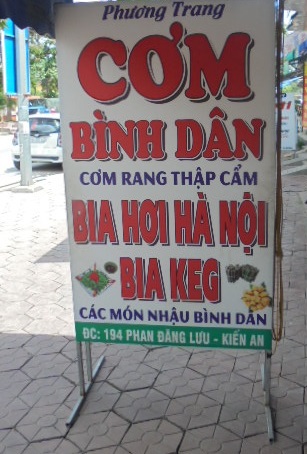 Phương Trang
CƠM
BÌNH DÂN
CƠM RANG THẬP CẨM
BIA HƠI HÀ NỘI
BIA KEG
CÁC MÓN NHẬU BÌNH DÂN
ĐC: 194 PHAN ĐĂNG LƯU - KIẾN AN